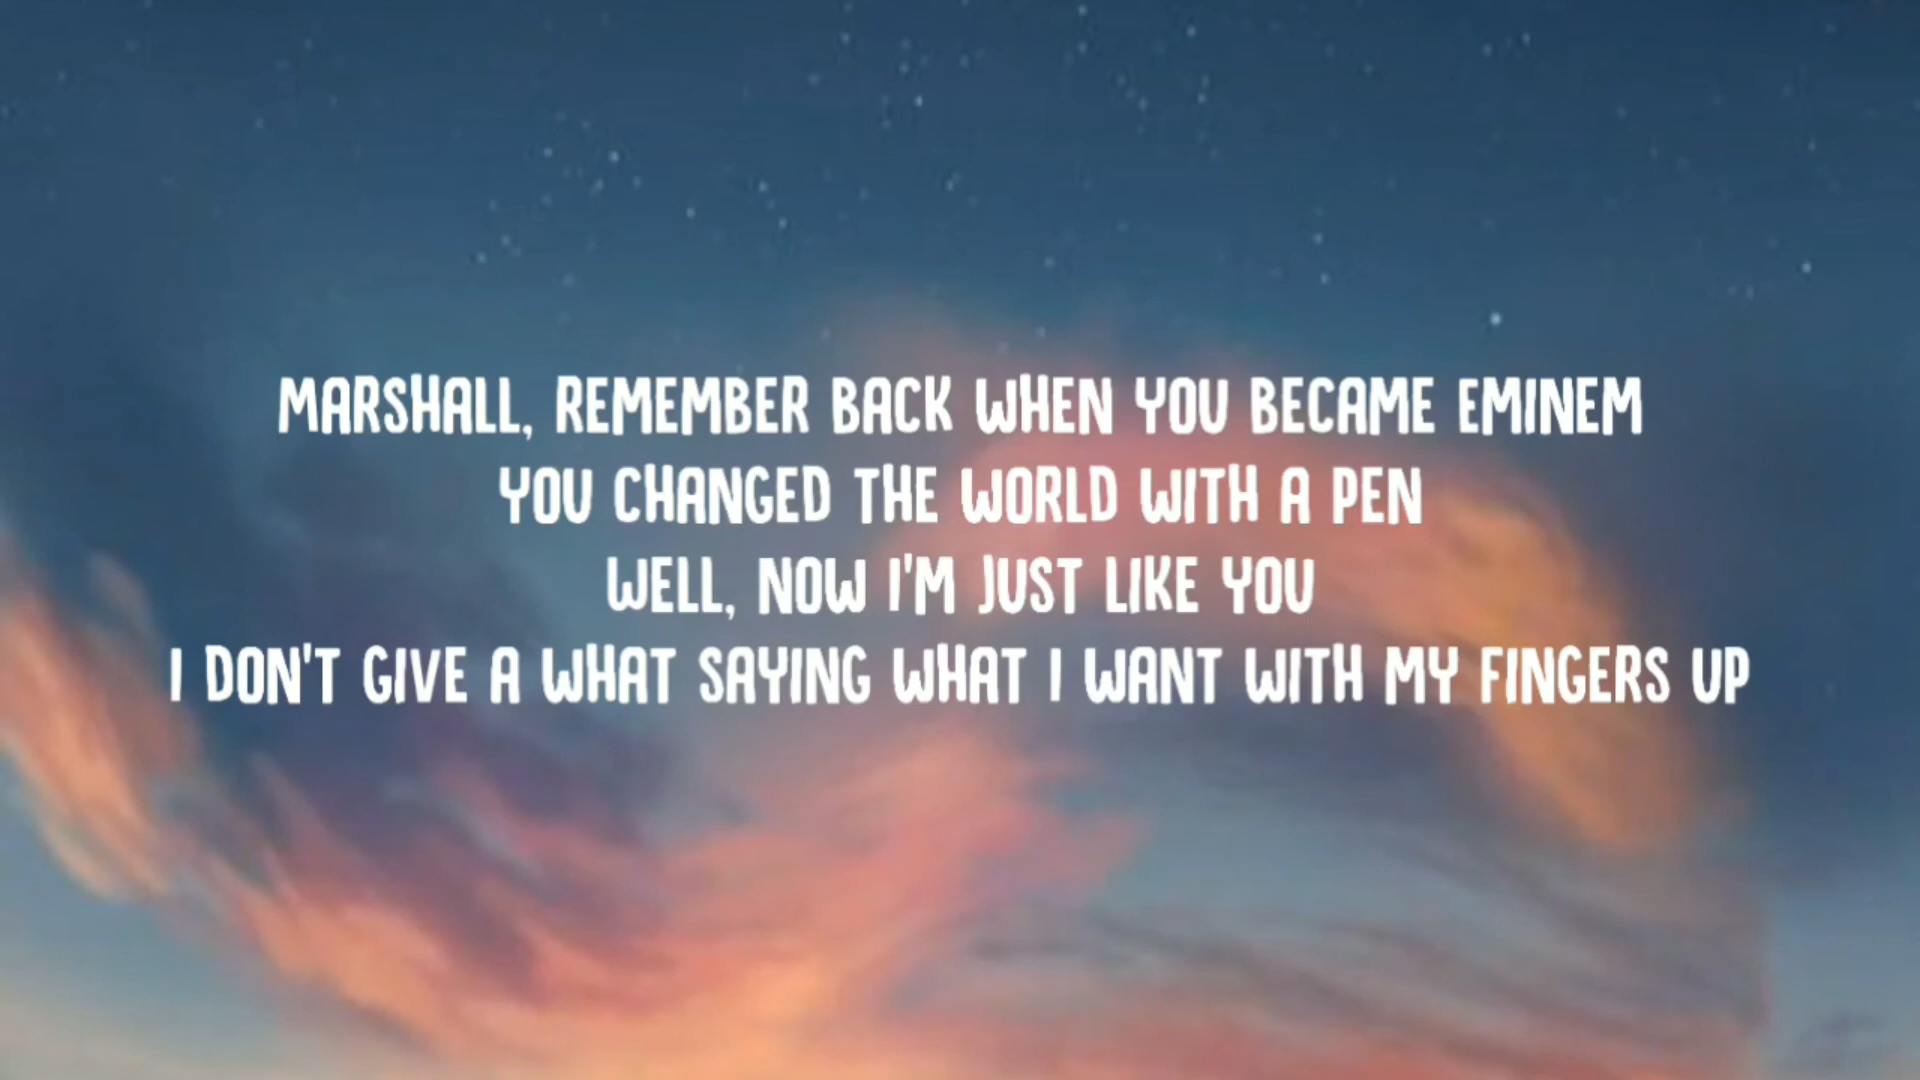 MARSHALL, REMEMBER BACK WHEN YOU BECAME EMINEM
YOU CHANGED THE WORLD WITH A PEN
WELL, NOW I'M JUST LIKE YOU
I DON'T GIVE A WHAT SAYING WHAT I WANT WITH MY FINGERS UP